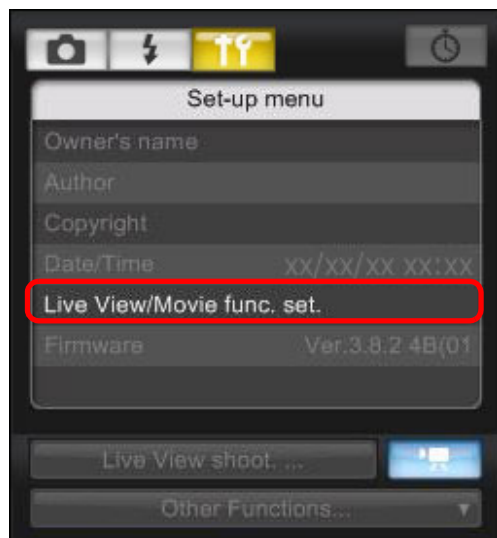 Set-up menu
Owner's name
Author
Copyright
Date/Time xx/xx/xx xx:xx
Live View/Movie func. set.
Firmware Ver.3.8.2 4B(01
Live View shoot. ...
Other Functions...